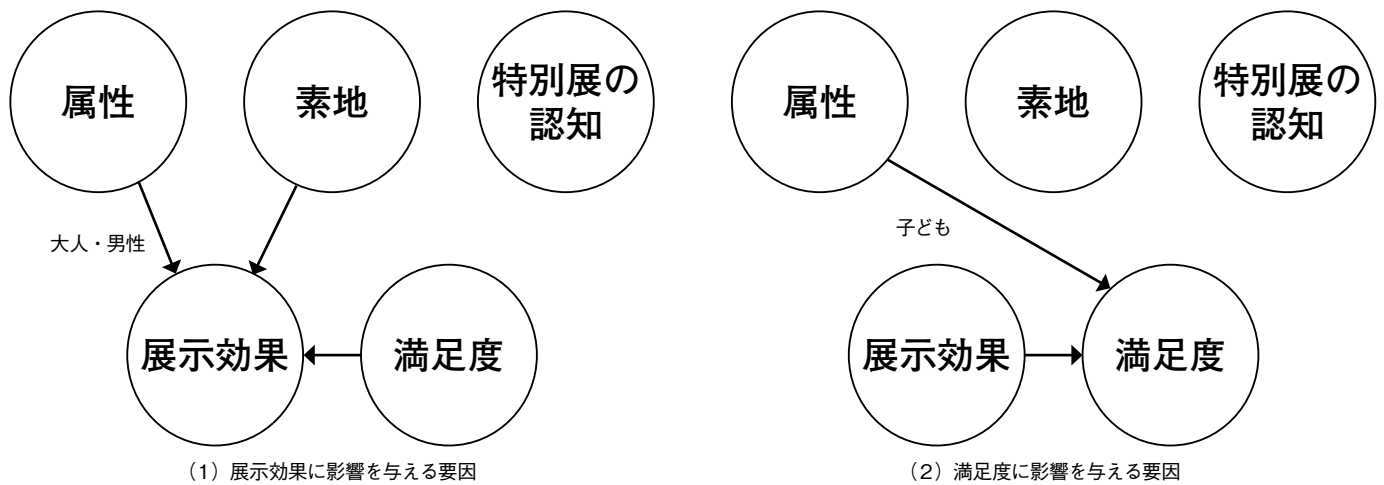 属性
素地
特別展の
認知
大人・男性
展示効果
満足度
（1）展示効果に影響を与える要因
属性
素地
特別展の
認知
子ども
展示効果
満足度
（2）満足度に影響を与える要因